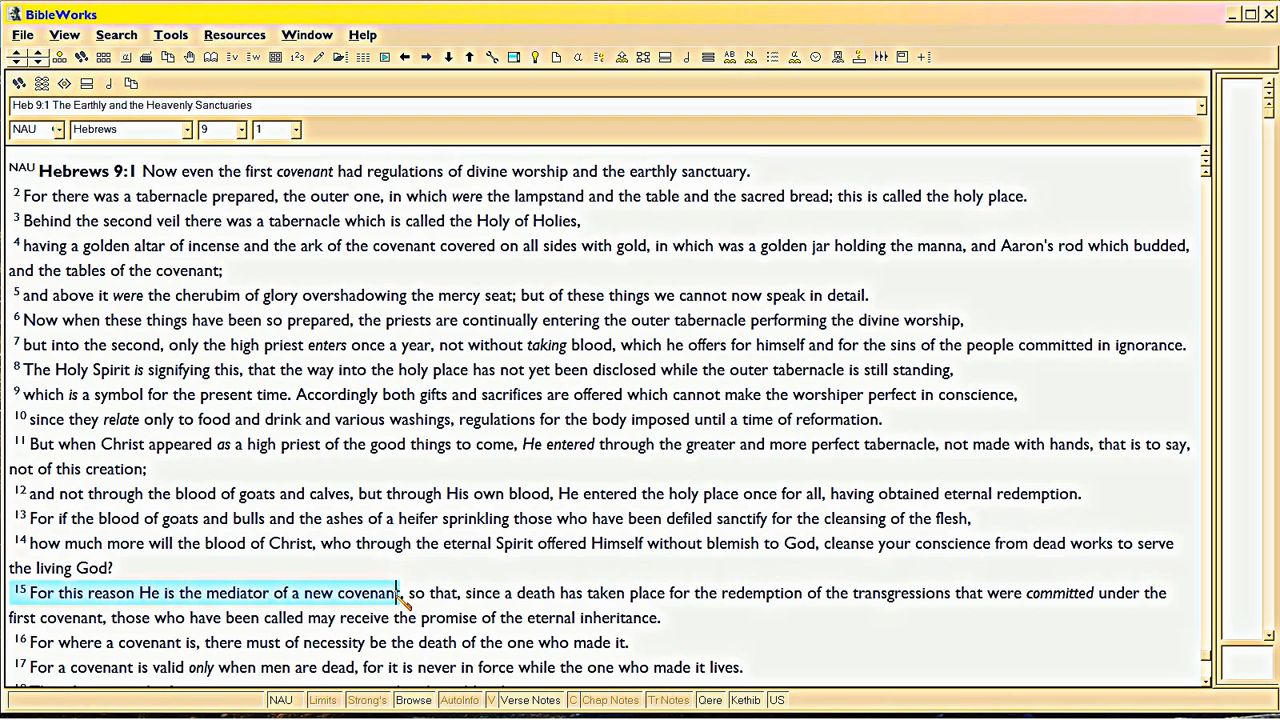 BibleWorks
File View Search Tools Resources Window Help
Heb 9:1 The Earthly and the Heavenly Sanctuaries
NAU Hebrews 9 1
NAU Hebrews 9:1 Now even the first covenant had regulations of divine worship and the earthly sanctuary.
2 For there was a tabernacle prepared, the outer one, in which were the lampstand and the table and the sacred bread; this is called the holy place.
3 Behind the second veil there was a tabernacle which is called the Holy of Holies,
4 having a golden altar of incense and the ark of the covenant covered on all sides with gold, in which was a golden jar holding the manna, and Aaron's rod which budded,
and the tables of the covenant;
5 and above it were the cherubim of glory overshadowing the mercy seat; but of these things we cannot now speak in detail.
6 Now when these things have been so prepared, the priests are continually entering the outer tabernacle performing the divine worship,
7 but into the second, only the high priest enters once a year, not without taking blood, which he offers for himself and for the sins of the people committed in ignorance.
8 The Holy Spirit is signifying this, that the way into the holy place has not yet been disclosed while the outer tabernacle is still standing,
9 which is a symbol for the present time. Accordingly both gifts and sacrifices are offered which cannot make the worshiper perfect in conscience,
10 since they relate only to food and drink and various washings, regulations for the body imposed until a time of reformation.
11 But when Christ appeared as a high priest of the good things to come, He entered through the greater and more perfect tabernacle, not made with hands, that is to say,
not of this creation;
12 and not through the blood of goats and calves, but through His own blood, He entered the holy place once for all, having obtained eternal redemption.
13 For if the blood of goats and bulls and the ashes of a heifer sprinkling those who have been defiled sanctify for the cleansing of the flesh,
14 how much more will the blood of Christ, who through the eternal Spirit offered Himself without blemish to God, cleanse your conscience from dead works to serve
the living God?
15 For this reason He is the mediator of a new covenant, so that, since a death has taken place for the redemption of the transgressions that were committed under the
first covenant, those who have been called may receive the promise of the eternal inheritance.
16 For where a covenant is, there must of necessity be the death of the one who made it.
17 For a covenant is valid only when men are dead, for it is never in force while the one who made it lives.
NAU Limits Strong's Browse AutoInfo V Verse Notes C Chap Notes Tr Notes Qere Kethib US